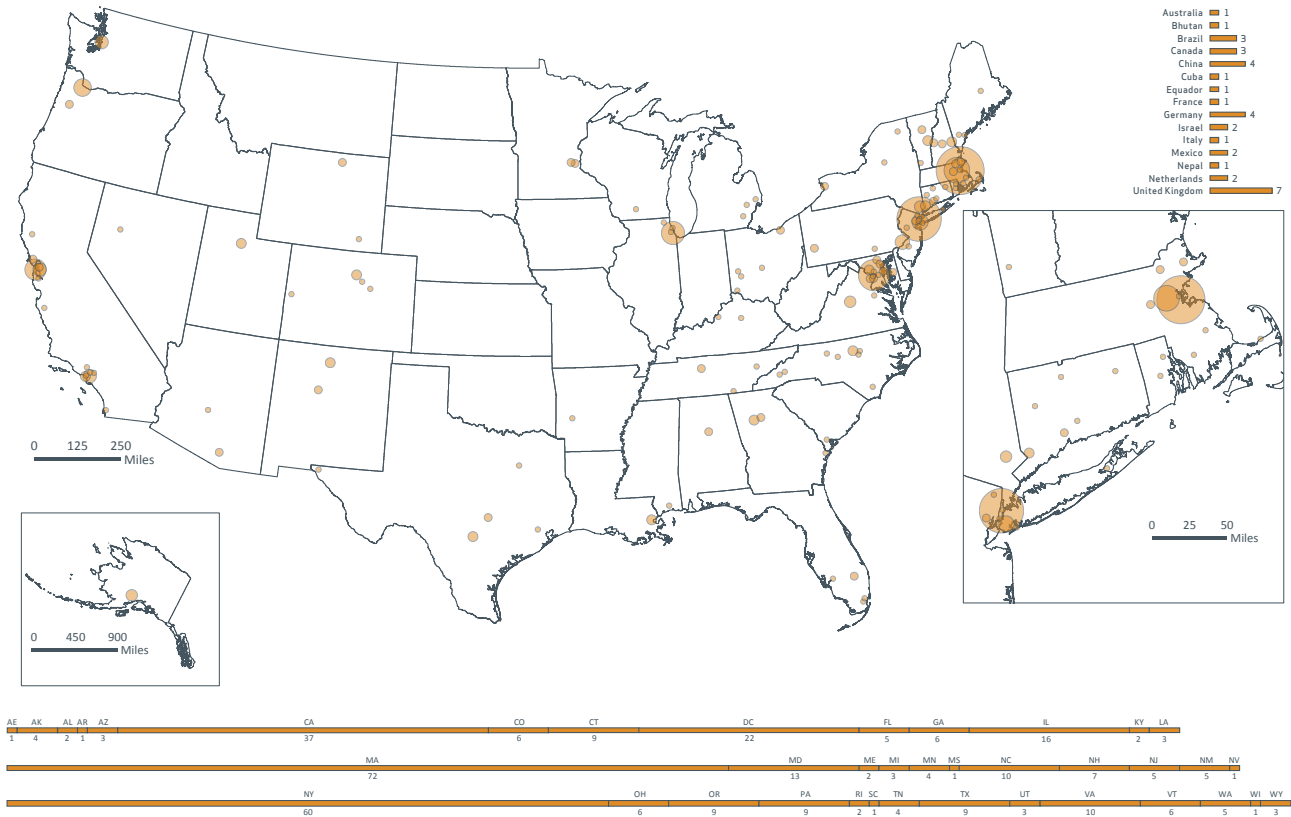 Australia 1
Bhutan 1
Brazil 3
Canada 3
China 4
Cuba 1
Equador 1
France 1
Germany 4
Israel 2
Italy 1
Mexico 2
Nepal 1
Netherlands 2
United Kingdom 7
0 125 250
Miles
0 25 50
Miles
0 450 900
Miles
AE AK AL AR AZ CA CO CT DC FL GA IL KY LA
1 4 2 1 3 37 6 9 22 5 6 16 2 3
MA MD ME MI MN MS NC NH NJ NM NV
72 13 2 3 4 1 10 7 5 5 1
NY OH OR PA RI SC TN TX UT VA VT WA WI WY
60 6 9 9 2 1 4 9 3 10 6 5 1 3